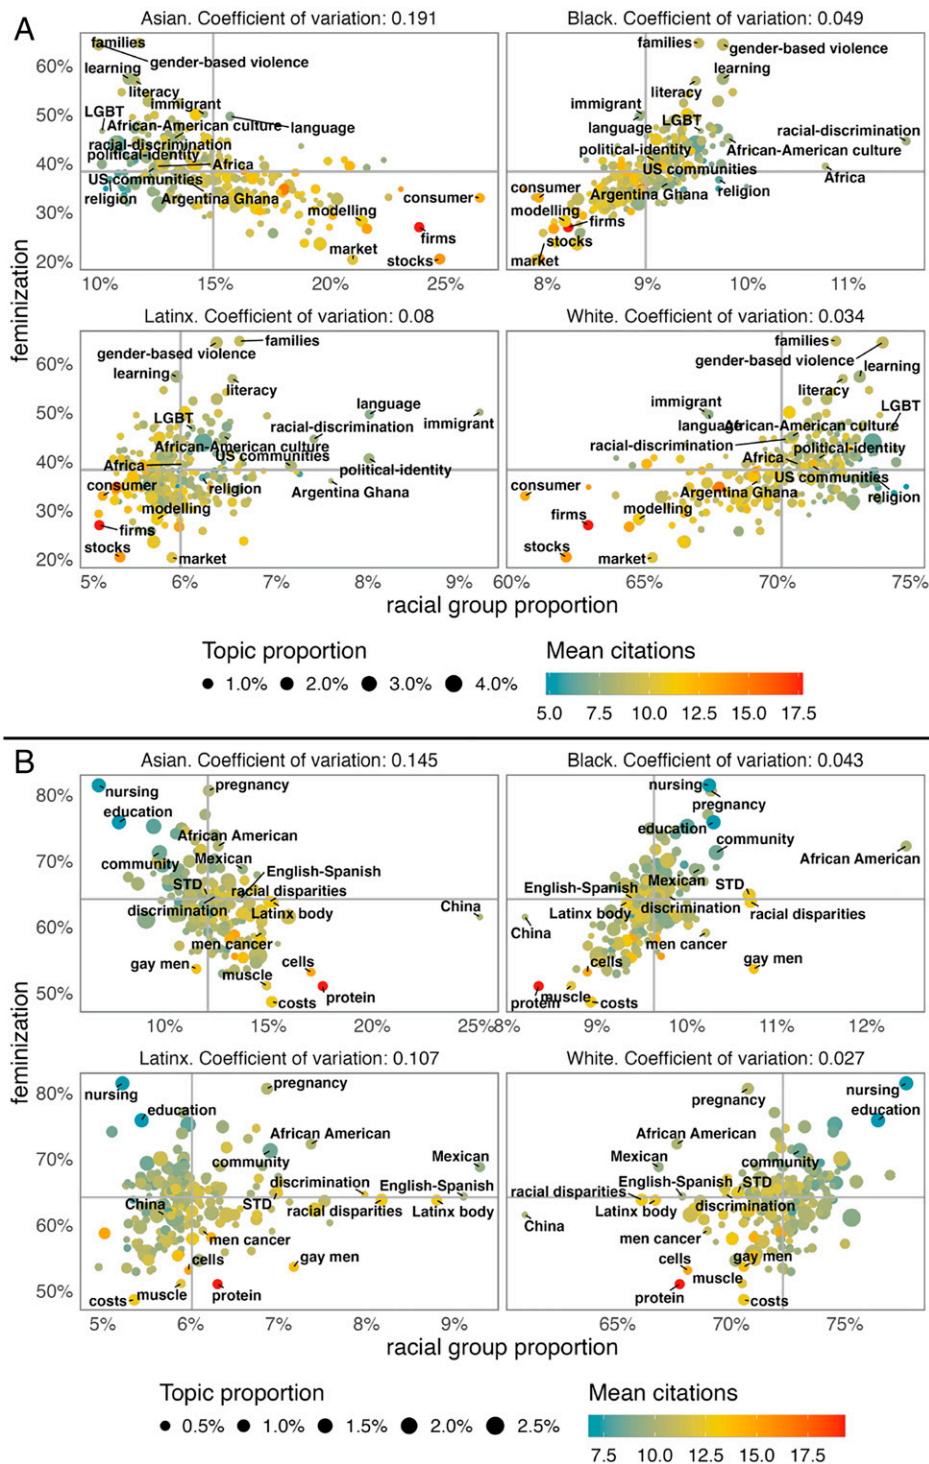 A
Asian. Coefficient of variation: 0.191
Black. Coefficient of variation: 0.049
feminization
60%
50%
40%
30%
20%
families
gender-based violence
learning
literacy
LGBT
immigrant
African-American culture
language
racial-discrimination
political-identity
Africa
US communities
religion
Argentina Ghana
modelling
consumer
firms
market
stocks
10%
15%
20%
25%
families
gender-based violence
learning
literacy
immigrant
LGBT
language
racial-discrimination
political-identity
African-American culture
US communities
Africa
consumer
Argentina Ghana
religion
modelling
firms
stocks
market
8%
9%
10%
11%
Latinx. Coefficient of variation: 0.08
White. Coefficient of variation: 0.034
60%
50%
40%
30%
20%
families
gender-based violence
learning
literacy
language
LGBT
racial-discrimination
immigrant
African-American culture
US communities
Africa
political-identity
consumer
religion
Argentina Ghana
modelling
firms
stocks
market
5%
6%
7%
8%
9%
families
gender-based violence
learning
literacy
immigrant
LGBT
language
African-American culture
racial-discrimination
political-identity
Africa
US communities
consumer
Argentina Ghana
religion
firms
modelling
stocks
market
60%
65%
70%
75%
racial group proportion
Topic proportion
1.0%
2.0%
3.0%
4.0%
Mean citations
5.0
7.5
10.0
12.5
15.0
17.5
B
Asian. Coefficient of variation: 0.145
Black. Coefficient of variation: 0.043
feminization
80%
70%
60%
50%
nursing
pregnancy
education
African American
community
Mexican
English-Spanish
STD
racial disparities
discrimination
Latinx body
China
gay men
cells
muscle
protein
costs
10%
15%
20%
25%
nursing
pregnancy
education
community
African American
Mexican
STD
English-Spanish
Latinx body
discrimination
racial disparities
China
men cancer
cells
gay men
protein
muscle
costs
8%
9%
10%
11%
12%
Latinx. Coefficient of variation: 0.107
White. Coefficient of variation: 0.027
80%
70%
60%
50%
nursing
pregnancy
education
African American
community
Mexican
discrimination
English-Spanish
China
STD
racial disparities
Latinx body
men cancer
cells
gay men
muscle
protein
costs
5%
6%
7%
8%
9%
nursing
pregnancy
education
African American
Mexican
community
racial disparities
English-Spanish
STD
Latinx body
discrimination
China
men cancer
cells
gay men
muscle
protein
costs
65%
70%
75%
racial group proportion
Topic proportion
0.5%
1.0%
1.5%
2.0%
2.5%
Mean citations
7.5
10.0
12.5
15.0
17.5